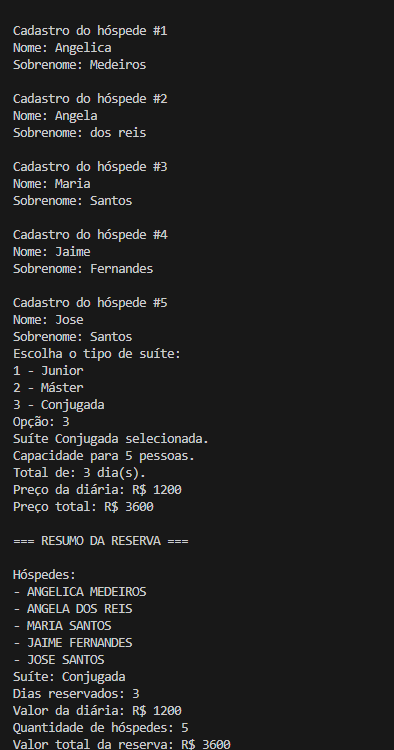 Cadastro do hóspede #1
Nome: Angelica
Sobrenome: Medeiros
Cadastro do hóspede #2
Nome: Angela
Sobrenome: dos reis
Cadastro do hóspede #3
Nome: Maria
Sobrenome: Santos
Cadastro do hóspede #4
Nome: Jaime
Sobrenome: Fernandes
Cadastro do hóspede #5
Nome: Jose
Sobrenome: Santos
Escolha o tipo de suíte:
1 - Junior
2 - Máster
3 - Conjugada
Opção: 3
Suíte Conjugada selecionada.
Capacidade para 5 pessoas.
Total de: 3 dia(s).
Preço da diária: R$ 1200
Preço total: R$ 3600
=== RESUMO DA RESERVA ===
Hóspedes:
- ANGELICA MEDEIROS
- ANGELA DOS REIS
- MARIA SANTOS
- JAIME FERNANDES
- JOSE SANTOS
Suíte: Conjugada
Dias reservados: 3
Valor da diária: R$ 1200
Quantidade de hóspedes: 5
Valor total da reserva: R$ 3600